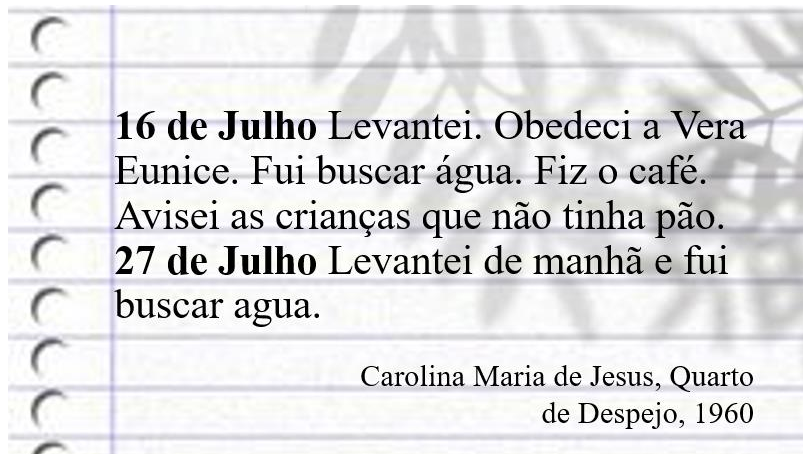 16 de Julho Levantei. Obedeci a Vera
Eunice. Fui buscar água. Fiz o café.
Avisei as crianças que não tinha pão.
27 de Julho Levantei de manhã e fui
buscar agua.
Carolina Maria de Jesus, Quarto
de Despejo, 1960